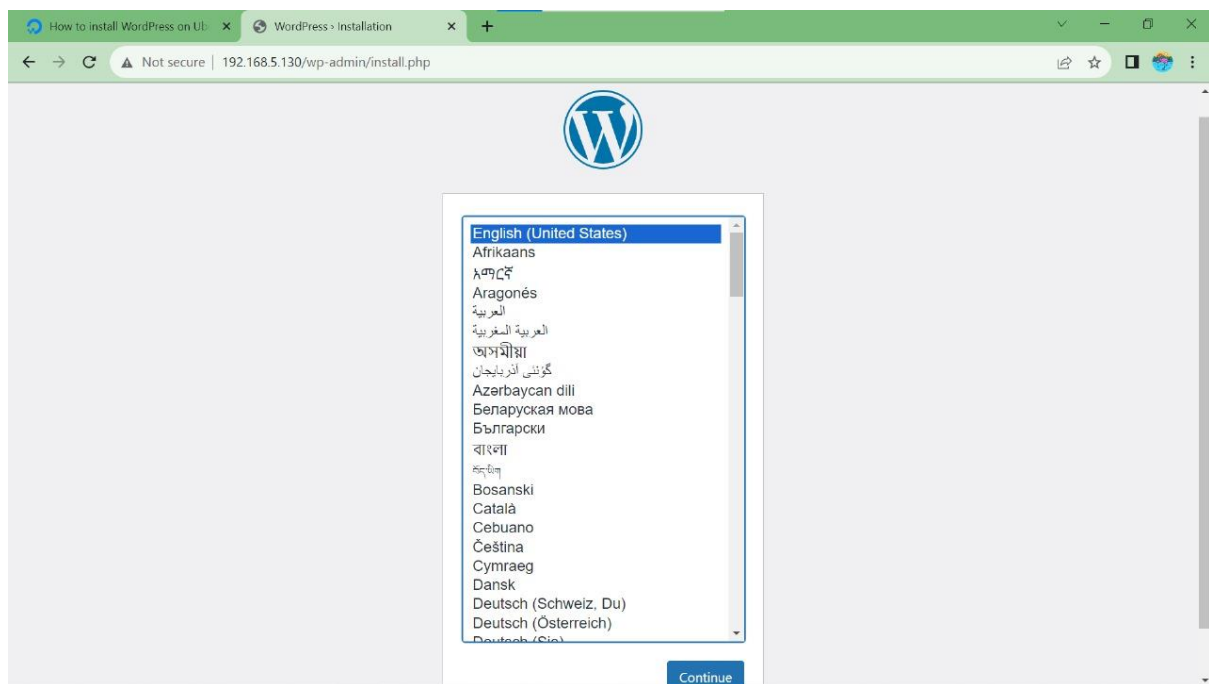 How to install WordPress on Ub
WordPress › Installation
Not secure | 192.168.5.130/wp-admin/install.php
English (United States)
Afrikaans
አማርኛ
Aragonés
العربية
العربية المغربية
অসমীয়া
گؤنئی آذربایجان
Azərbaycan dili
Беларуская мова
Български
বাংলা
བོད་ཡིག
Bosanski
Català
Cebuano
Čeština
Cymraeg
Dansk
Deutsch (Schweiz, Du)
Deutsch (Österreich)
Deutsch (Sie)
Continue